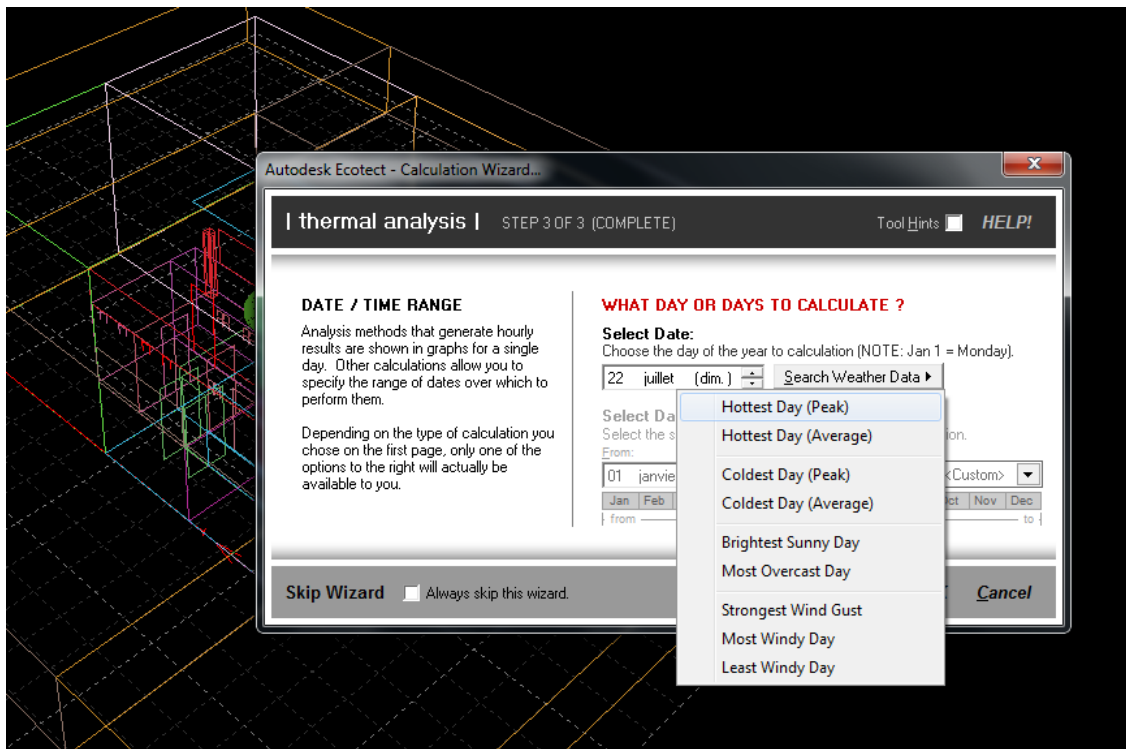 Autodesk Ecotect - Calculation Wizard...
| thermal analysis | STEP 3 OF 3 (COMPLETE) Tool Hints HELP!
DATE / TIME RANGE
Analysis methods that generate hourly
results are shown in graphs for a single
day. Other calculations allow you to
specify the range of dates over which to
perform them.
Depending on the type of calculation you
chose on the first page, only one of the
options to the right will actually be
available to you.
WHAT DAY OR DAYS TO CALCULATE ?
Select Date:
Choose the day of the year to calculation (NOTE: Jan 1 = Monday).
22 juillet (dim. ) Search Weather Data
Hottest Day (Peak)
Hottest Day (Average)
Coldest Day (Peak)
Coldest Day (Average)
Brightest Sunny Day
Most Overcast Day
Strongest Wind Gust
Most Windy Day
Least Windy Day
Select Da
Select the s ion.
From:
01 janvie <Custom>
Jan Feb Nov Dec
from to
Skip Wizard Always skip this wizard.
Cancel